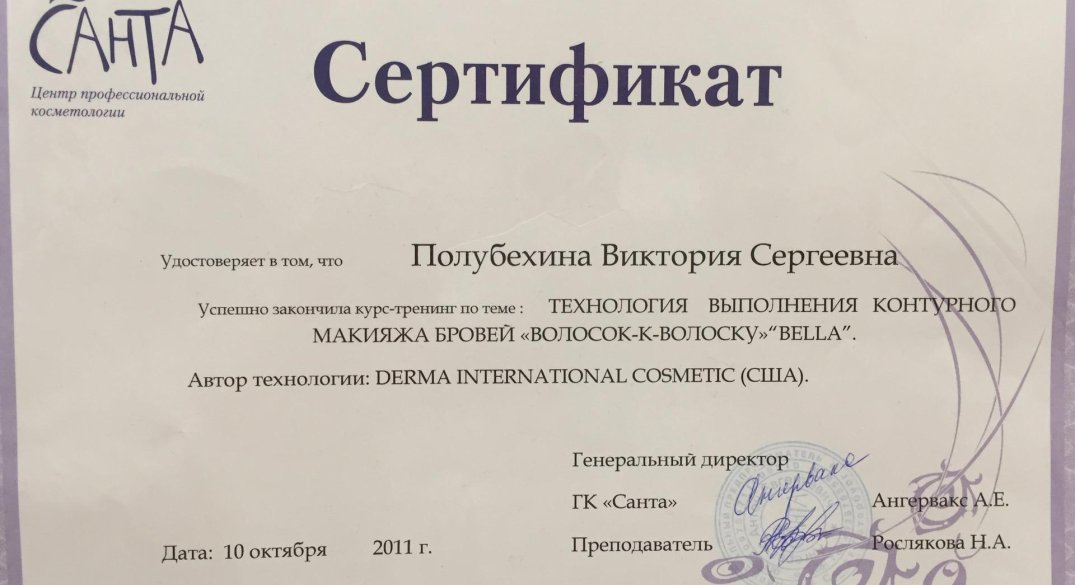 САНТА
Центр профессиональной
косметологии
Сертификат
Удостоверяет в том, что Полубехина Виктория Сергеевна
Успешно закончила курс-тренинг по теме : ТЕХНОЛОГИЯ ВЫПОЛНЕНИЯ КОНТУРНОГО
МАКИЯЖА БРОВЕЙ «ВОЛОСОК-К-ВОЛОСКУ»“BELLA”.
Автор технологии: DERMA INTERNATIONAL COSMETIC (США).
Генеральный директор
ГК «Санта» Ангервакс Ангервакс А.Е.
Преподаватель Рослякова Н.А.
Дата: 10 октября 2011 г.